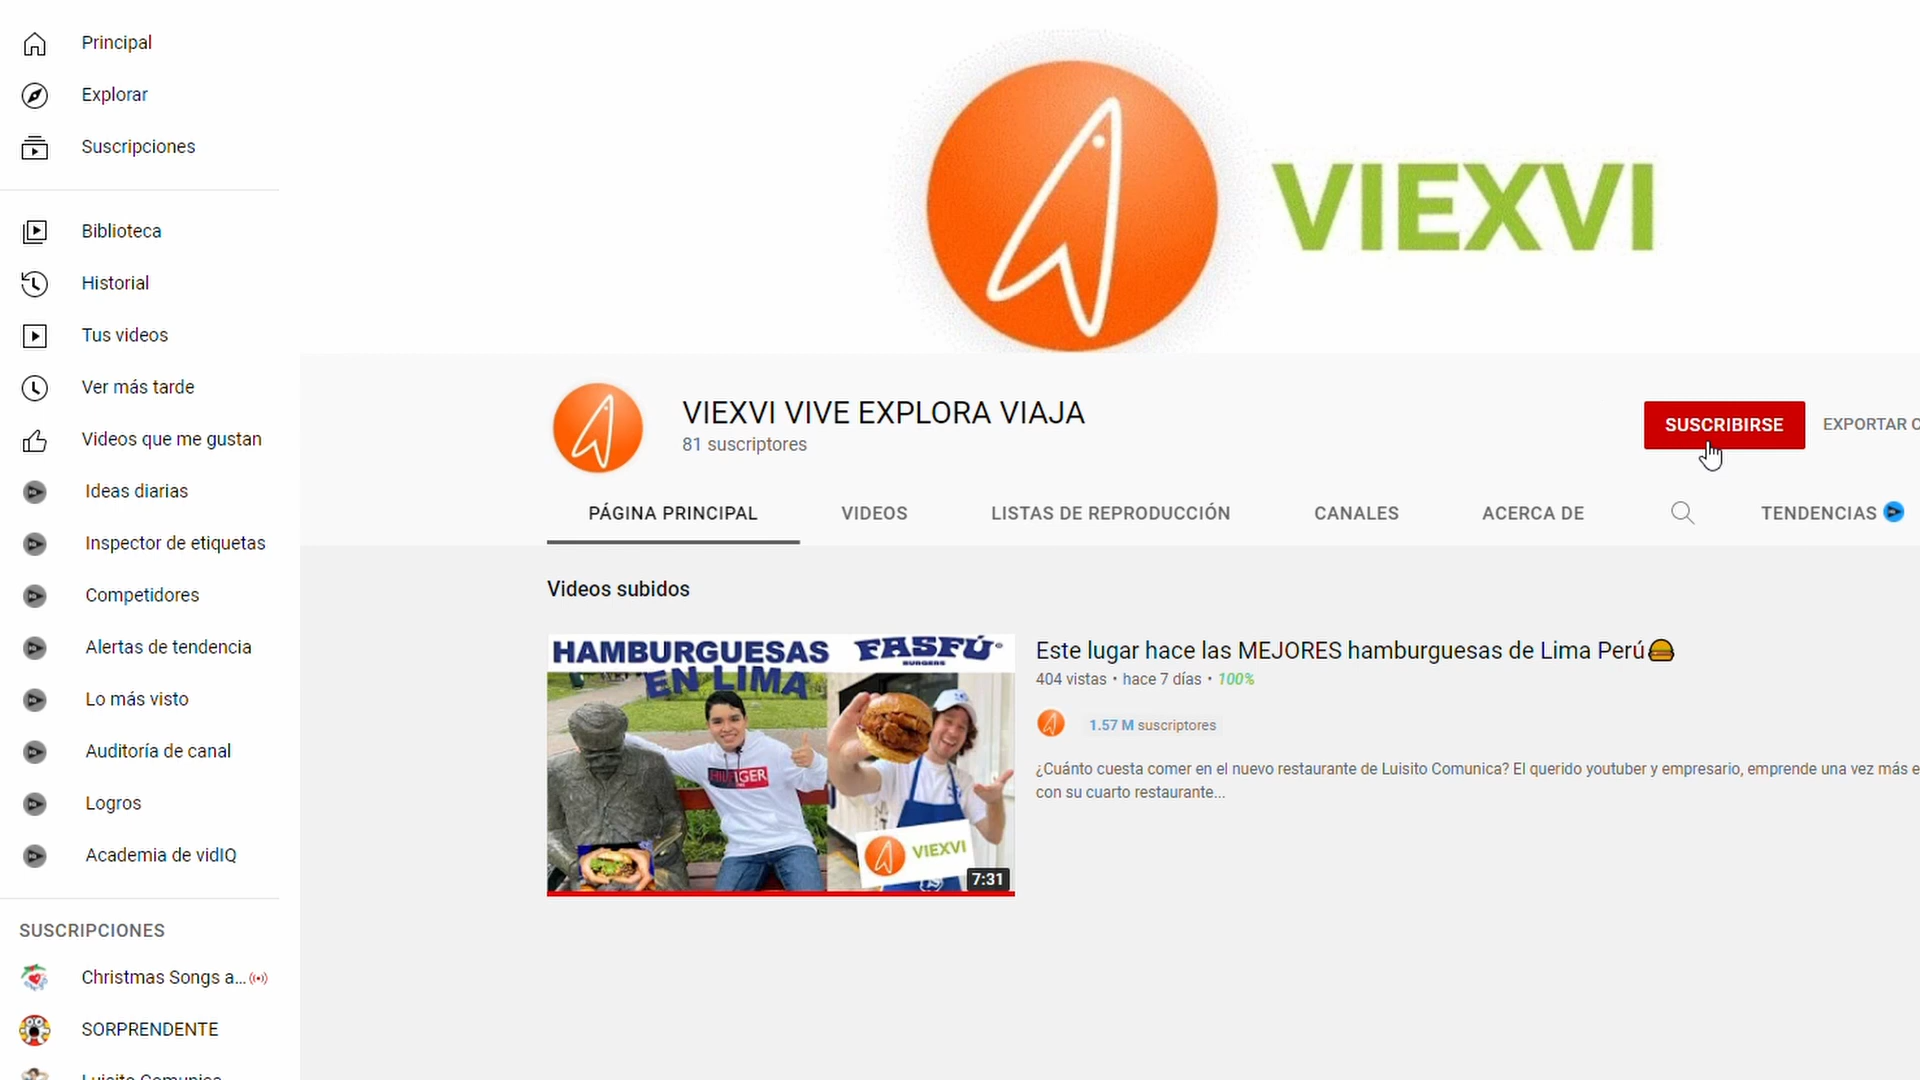 Principal
Explorar
Suscripciones
Biblioteca
Historial
Tus videos
Ver más tarde
Videos que me gustan
Ideas diarias
Inspector de etiquetas
Competidores
Alertas de tendencia
Lo más visto
Auditoría de canal
Logros
Academia de vidIQ
SUSCRIPCIONES
Christmas Songs a...
SORPRENDENTE
Luisito Comunica
VIEXVI
VIEXVI VIVE EXPLORA VIAJA
81 suscriptores
SUSCRIBIRSE
EXPORTAR C
PÁGINA PRINCIPAL
VIDEOS
LISTAS DE REPRODUCCIÓN
CANALES
ACERCA DE
TENDENCIAS
Videos subidos
HAMBURGUESAS
EN LIMA
FASFÚ
BURGERS
HILFIGER
VIEXVI
7:31
Este lugar hace las MEJORES hamburguesas de Lima Perú🍔
404 vistas • hace 7 días • 100%
1.57 M suscriptores
¿Cuánto cuesta comer en el nuevo restaurante de Luisito Comunica? El querido youtuber y empresario, emprende una vez más e
con su cuarto restaurante...